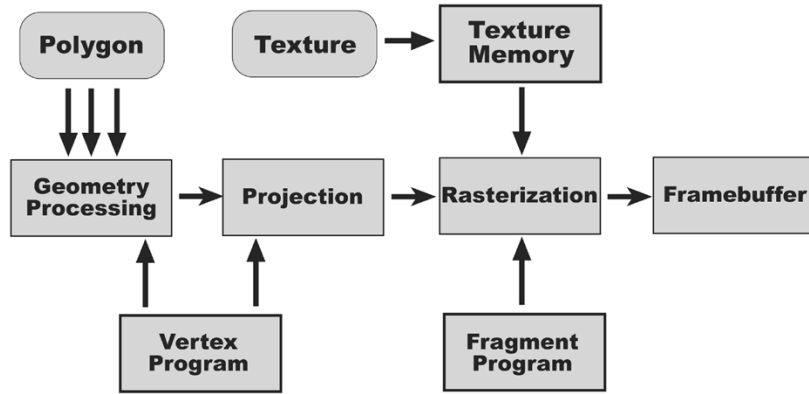 Polygon
Texture
Texture
Memory
Geometry
Processing
Projection
Rasterization
Framebuffer
Vertex
Program
Fragment
Program